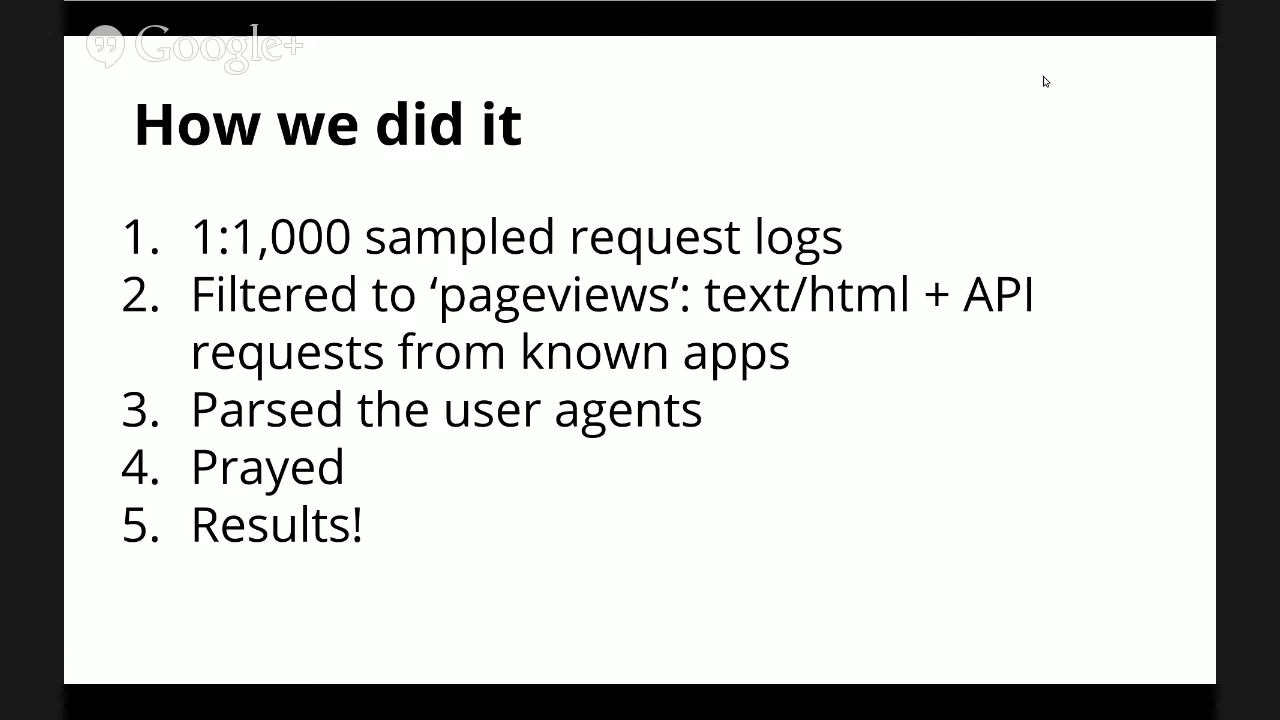 Google+
How we did it
1. 1:1,000 sampled request logs
2. Filtered to ‘pageviews’: text/html + API
requests from known apps
3. Parsed the user agents
4. Prayed
5. Results!